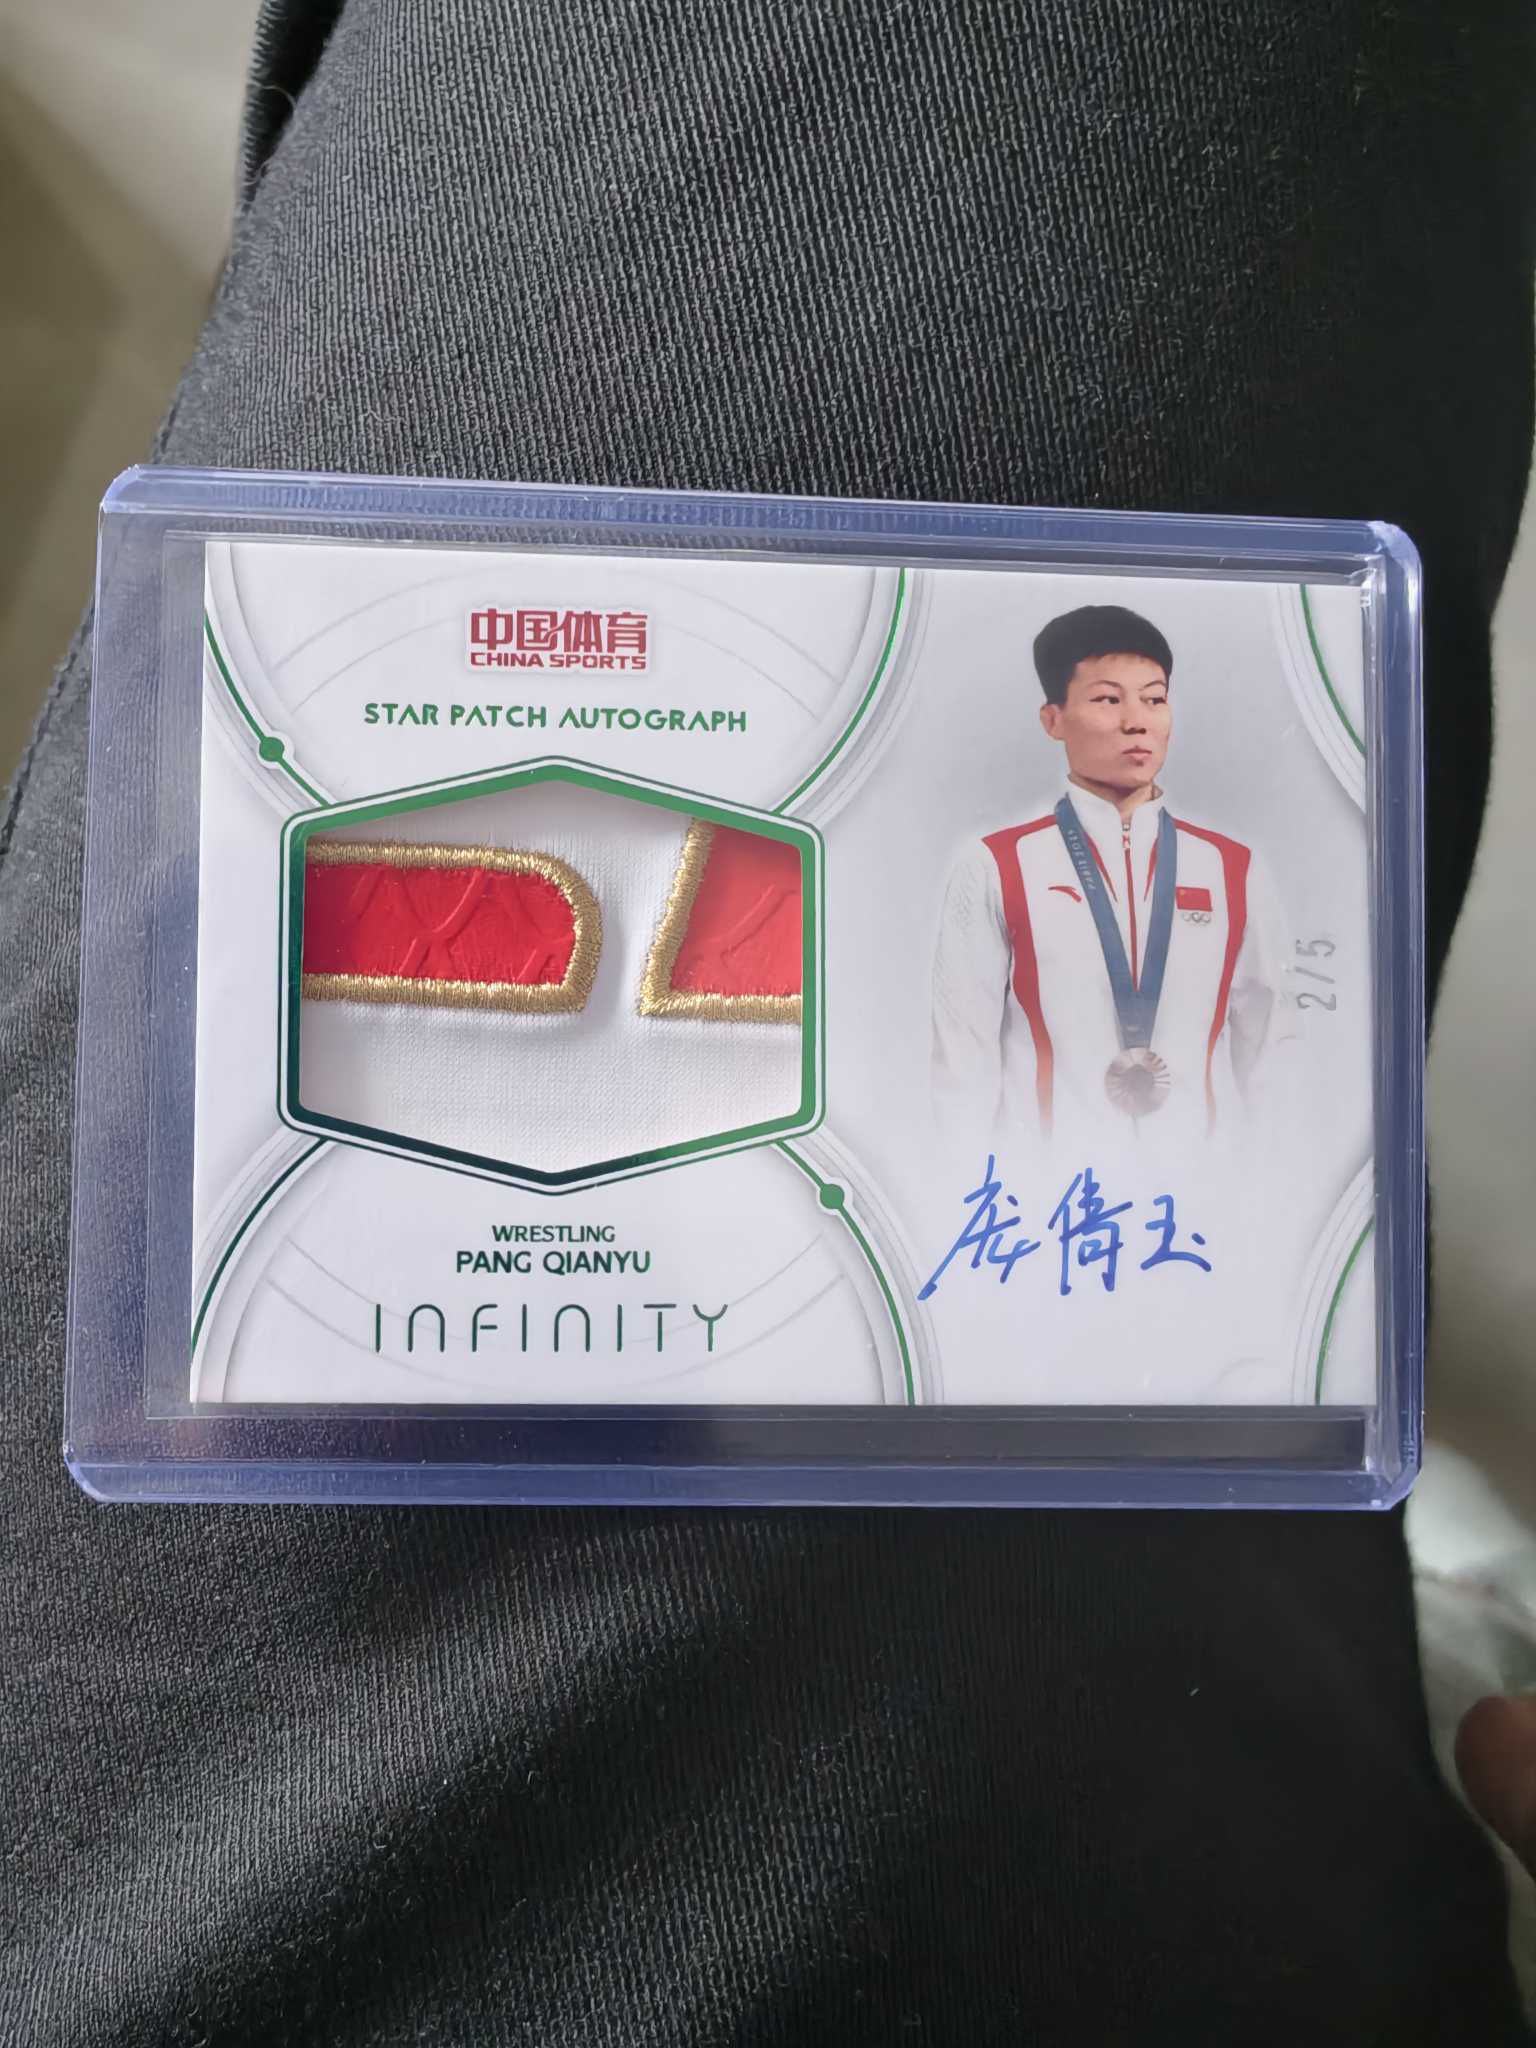 中国体育
CHINA SPORTS
STAR PATCH AUTOGRAPH
WRESTLING
PANG QIANYU
INFINITY
2/5
庞倩玉